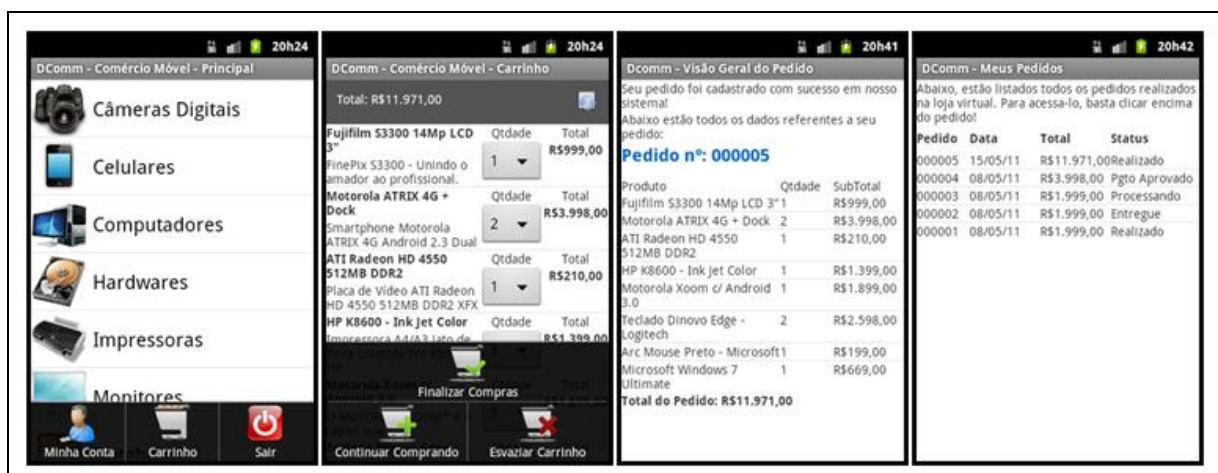 20h24
DComm - Comércio Móvel - Principal
Câmeras Digitais
Celulares
Computadores
Hardwares
Impressoras
Monitores
Minha Conta
Carrinho
Sair
20h24
DComm - Comércio Móvel - Carrinho
Total: R$11.971,00
Fujifilm S3300 14Mp LCD Qtdade Total
3" 1 R$999,00
FinePix S3300 - Unindo o
amador ao profissional.
Motorola ATRIX 4G + Qtdade Total
Dock 2 R$3.998,00
Smartphone Motorola
ATRIX 4G Android 2.3 Dual
ATI Radeon HD 4550 Qtdade Total
512MB DDR2 1 R$210,00
Placa de Vídeo ATI Radeon
HD 4550 512MB DDR2 XFX
HP K8600 - Ink Jet Color Qtdade Total
Impressora A4/A3 Jato de R$1.399,00
Finalizar Compras
Continuar Comprando
Esvaziar Carrinho
20h41
Dcomm - Visão Geral do Pedido
Seu pedido foi cadastrado com sucesso em nosso
sistema!
Abaixo estão todos os dados referentes a seu
pedido:
Pedido nº: 000005
Produto Qtdade SubTotal
Fujifilm S3300 14Mp LCD 3" 1 R$999,00
Motorola ATRIX 4G + Dock 2 R$3.998,00
ATI Radeon HD 4550 1 R$210,00
512MB DDR2
HP K8600 - Ink Jet Color 1 R$1.399,00
Motorola Xoom c/ Android 1 R$1.899,00
3.0
Teclado Dinovo Edge - 2 R$2.598,00
Logitech
Arc Mouse Preto - Microsoft 1 R$199,00
Microsoft Windows 7 1 R$669,00
Ultimate
Total do Pedido: R$11.971,00
20h42
DComm - Meus Pedidos
Abaixo, estão listados todos os pedidos realizados
na loja virtual. Para acessa-lo, basta clicar encima
do pedido!
Pedido Data Total Status
000005 15/05/11 R$11.971,00 Realizado
000004 08/05/11 R$3.998,00 Pgto Aprovado
000003 08/05/11 R$1.999,00 Processando
000002 08/05/11 R$1.999,00 Entregue
000001 08/05/11 R$1.999,00 Realizado